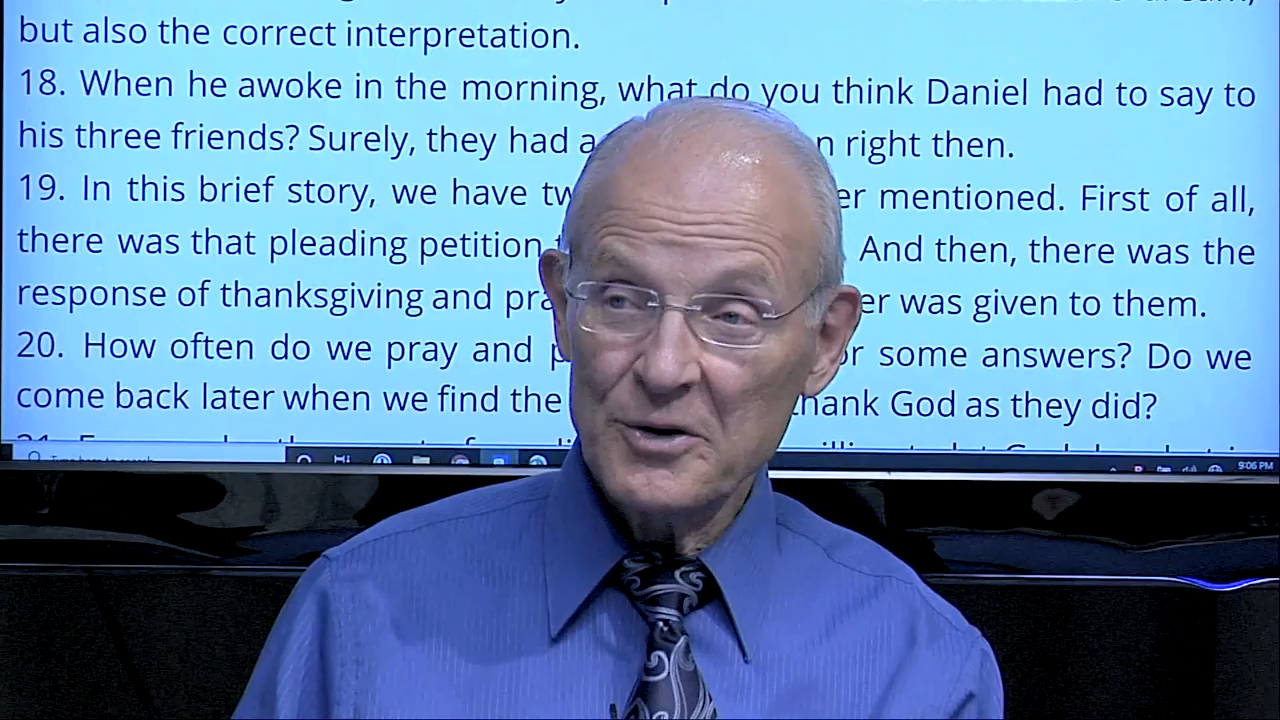 but also the correct interpretation.
18. When he awoke in the morning, what do you think Daniel had to say to
his three friends? Surely, they had a n right then.
19. In this brief story, we have tw er mentioned. First of all,
there was that pleading petition And then, there was the
response of thanksgiving and pra er was given to them.
20. How often do we pray and p or some answers? Do we
come back later when we find the thank God as they did?
9:06 PM